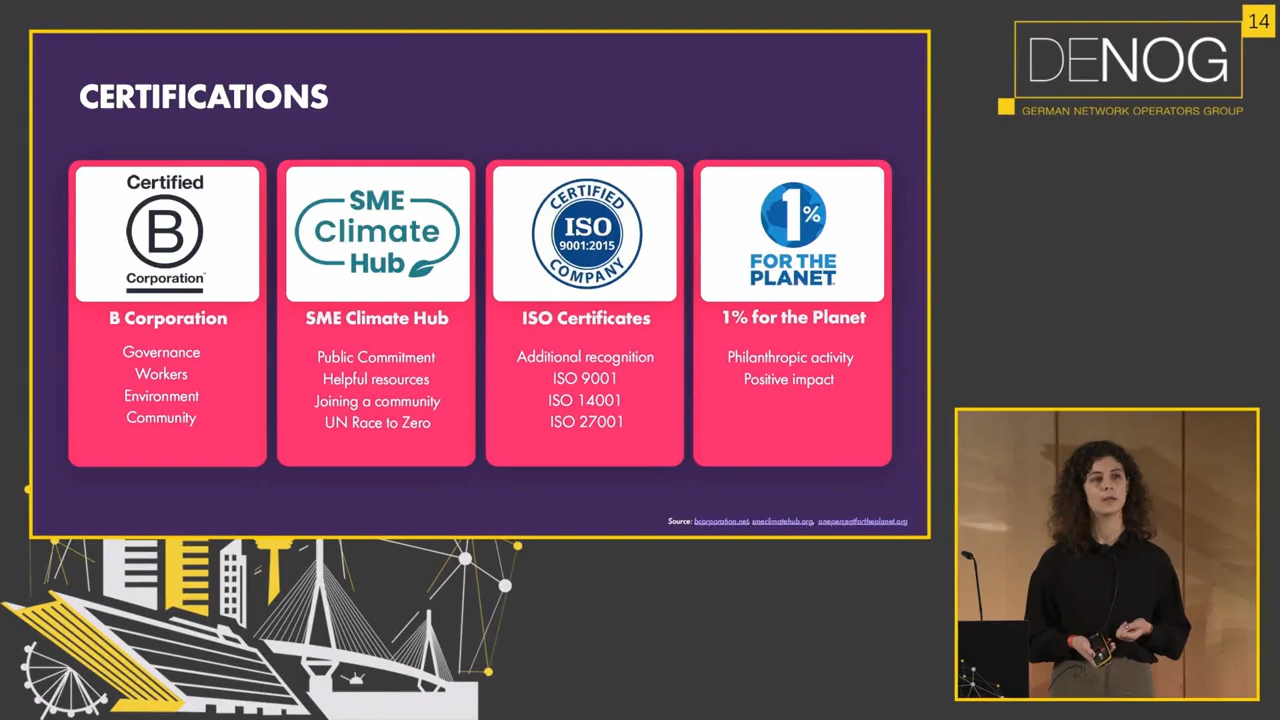 14
DENOG
GERMAN NETWORK OPERATORS GROUP
CERTIFICATIONS
Certified
B
Corporation™
B Corporation
Governance
Workers
Environment
Community
SME
Climate
Hub
SME Climate Hub
Public Commitment
Helpful resources
Joining a community
UN Race to Zero
CERTIFIED
ISO
9001:2015
COMPANY
ISO Certificates
Additional recognition
ISO 9001
ISO 14001
ISO 27001
1%
FOR THE
PLANET
1% for the Planet
Philanthropic activity
Positive impact
Source: bcorporation.net, smeclimatehub.org, onepercentfortheplanet.org